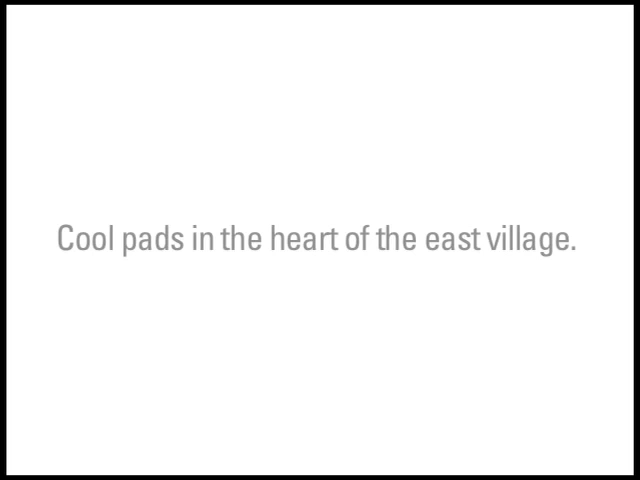 Cool pads in the heart of the east village.